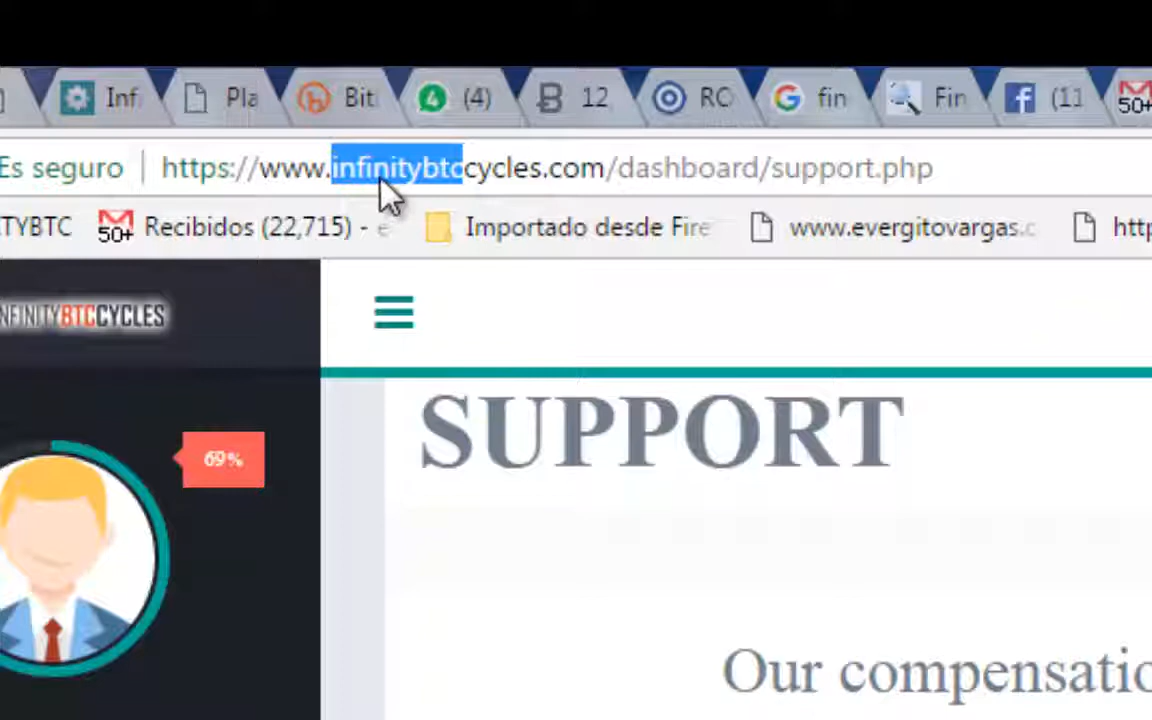 Inf Pla Bit (4) 12 RO fin Fin (11 50+
Es seguro | https://www.infinitybtccycles.com/dashboard/support.php
TYBTC 50+ Recibidos (22,715) - e Importado desde Fire www.evergitovargas.c http
NFINITYBTCCYCLES
SUPPORT
69%
Our compensatio